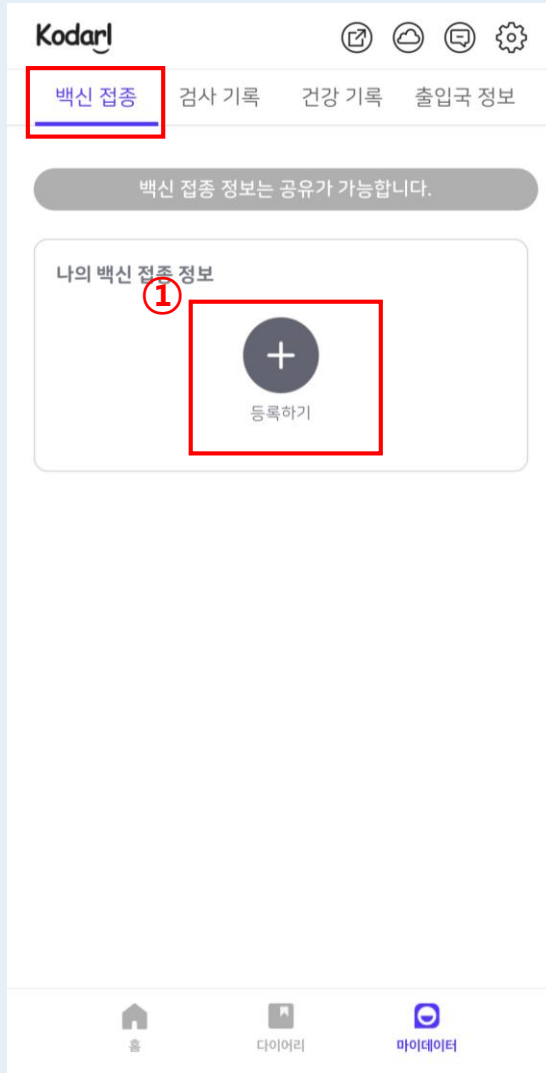 Kodarl
백신 접종 검사 기록 건강 기록 출입국 정보
백신 접종 정보는 공유가 가능합니다.
나의 백신 접종 정보
①
+
등록하기
홈 다이어리 마이데이터